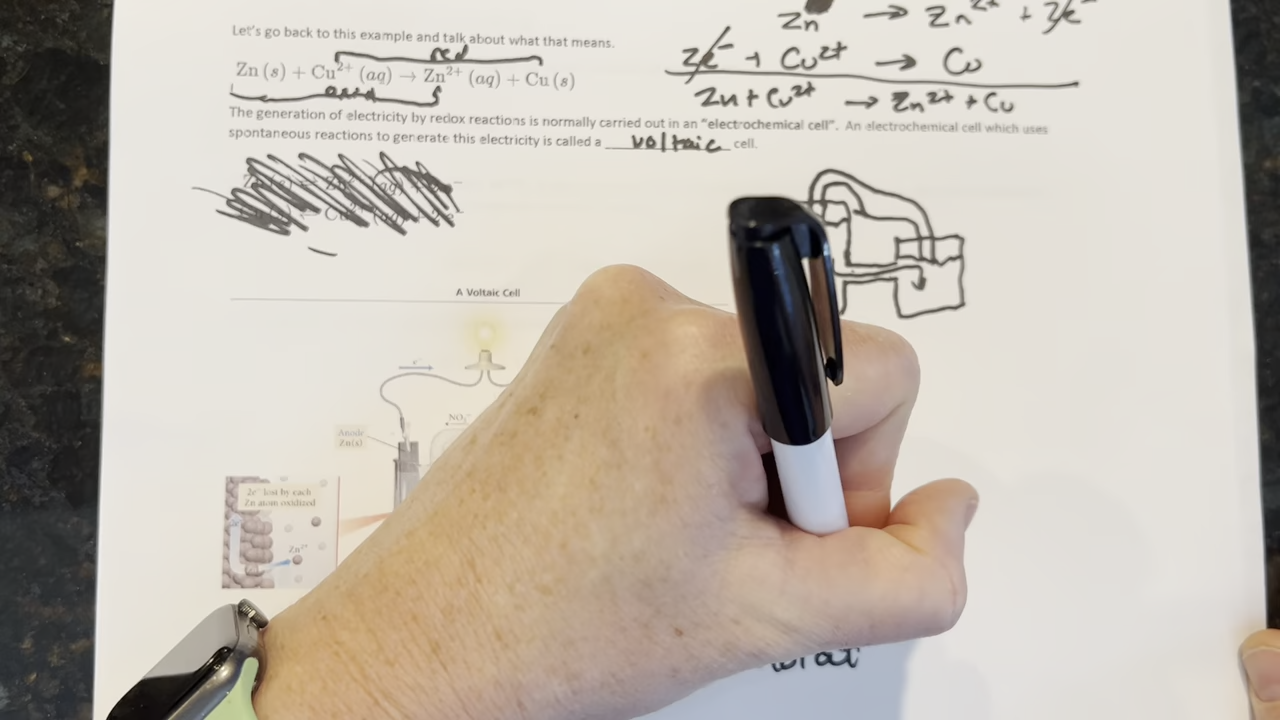 Zn → Zn²⁺ + 2e⁻
Let's go back to this example and talk about what that means.
red
2e⁻ + Cu²⁺ → Cu
Zn (s) + Cu²⁺ (aq) → Zn²⁺ (aq) + Cu (s)
Zn + Cu²⁺ → Zn²⁺ + Cu
The generation of electricity by redox reactions is normally carried out in an "electrochemical cell". An electrochemical cell which uses
spontaneous reactions to generate this electricity is called a voltaic cell.
A Voltaic Cell
e⁻
NO₃⁻
Anode
Zn(s)
2e⁻ lost by each
Zn atom oxidized
Zn²⁺